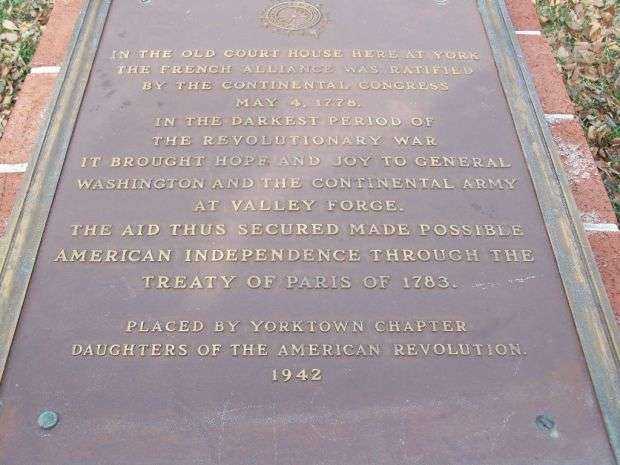 IN THE OLD COURT HOUSE HERE AT YORK
THE FRENCH ALLIANCE WAS RATIFIED
BY THE CONTINENTAL CONGRESS
MAY 4, 1778.
IN THE DARKEST PERIOD OF
THE REVOLUTIONARY WAR
IT BROUGHT HOPE AND JOY TO GENERAL
WASHINGTON AND THE CONTINENTAL ARMY
AT VALLEY FORGE.
THE AID THUS SECURED MADE POSSIBLE
AMERICAN INDEPENDENCE THROUGH THE
TREATY OF PARIS OF 1783.
PLACED BY YORKTOWN CHAPTER
DAUGHTERS OF THE AMERICAN REVOLUTION.
1942